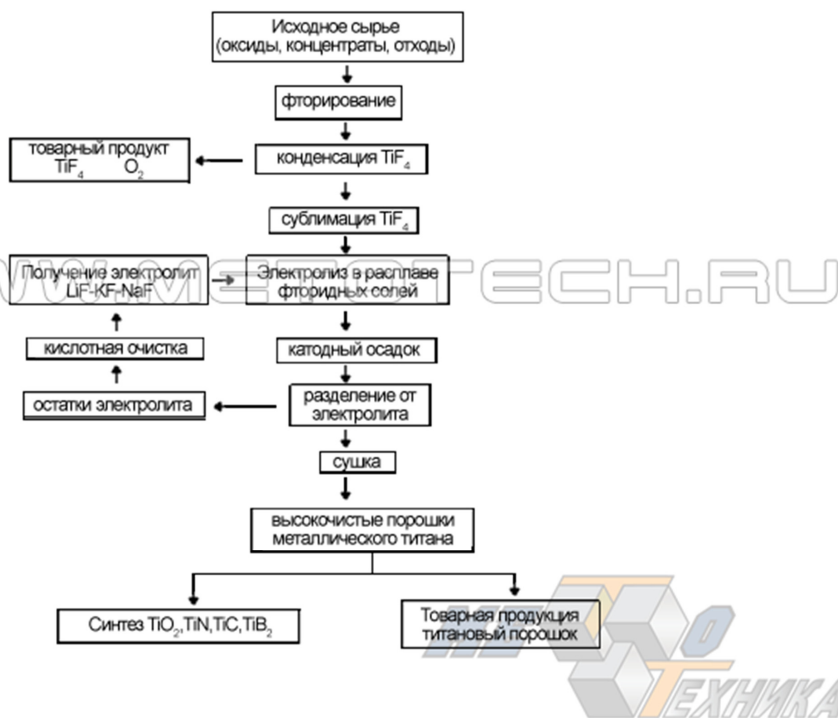 Исходное сырье
(оксиды, концентраты, отходы)
фторирование
товарный продукт
TiF4 O2
конденсация TiF4
сублимация TiF4
Получение электролит
LiF-KF-NaF
Электролиз в расплаве
фторидных солей
WWW.METOTECH.RU
кислотная очистка
катодный осадок
остатки электролита
разделение от
электролита
сушка
высокочистые порошки
металлического титана
Синтез TiO2,TiN,TiC,TiB2
Товарная продукция
титановый порошок
МЕТОТЕХНИКА